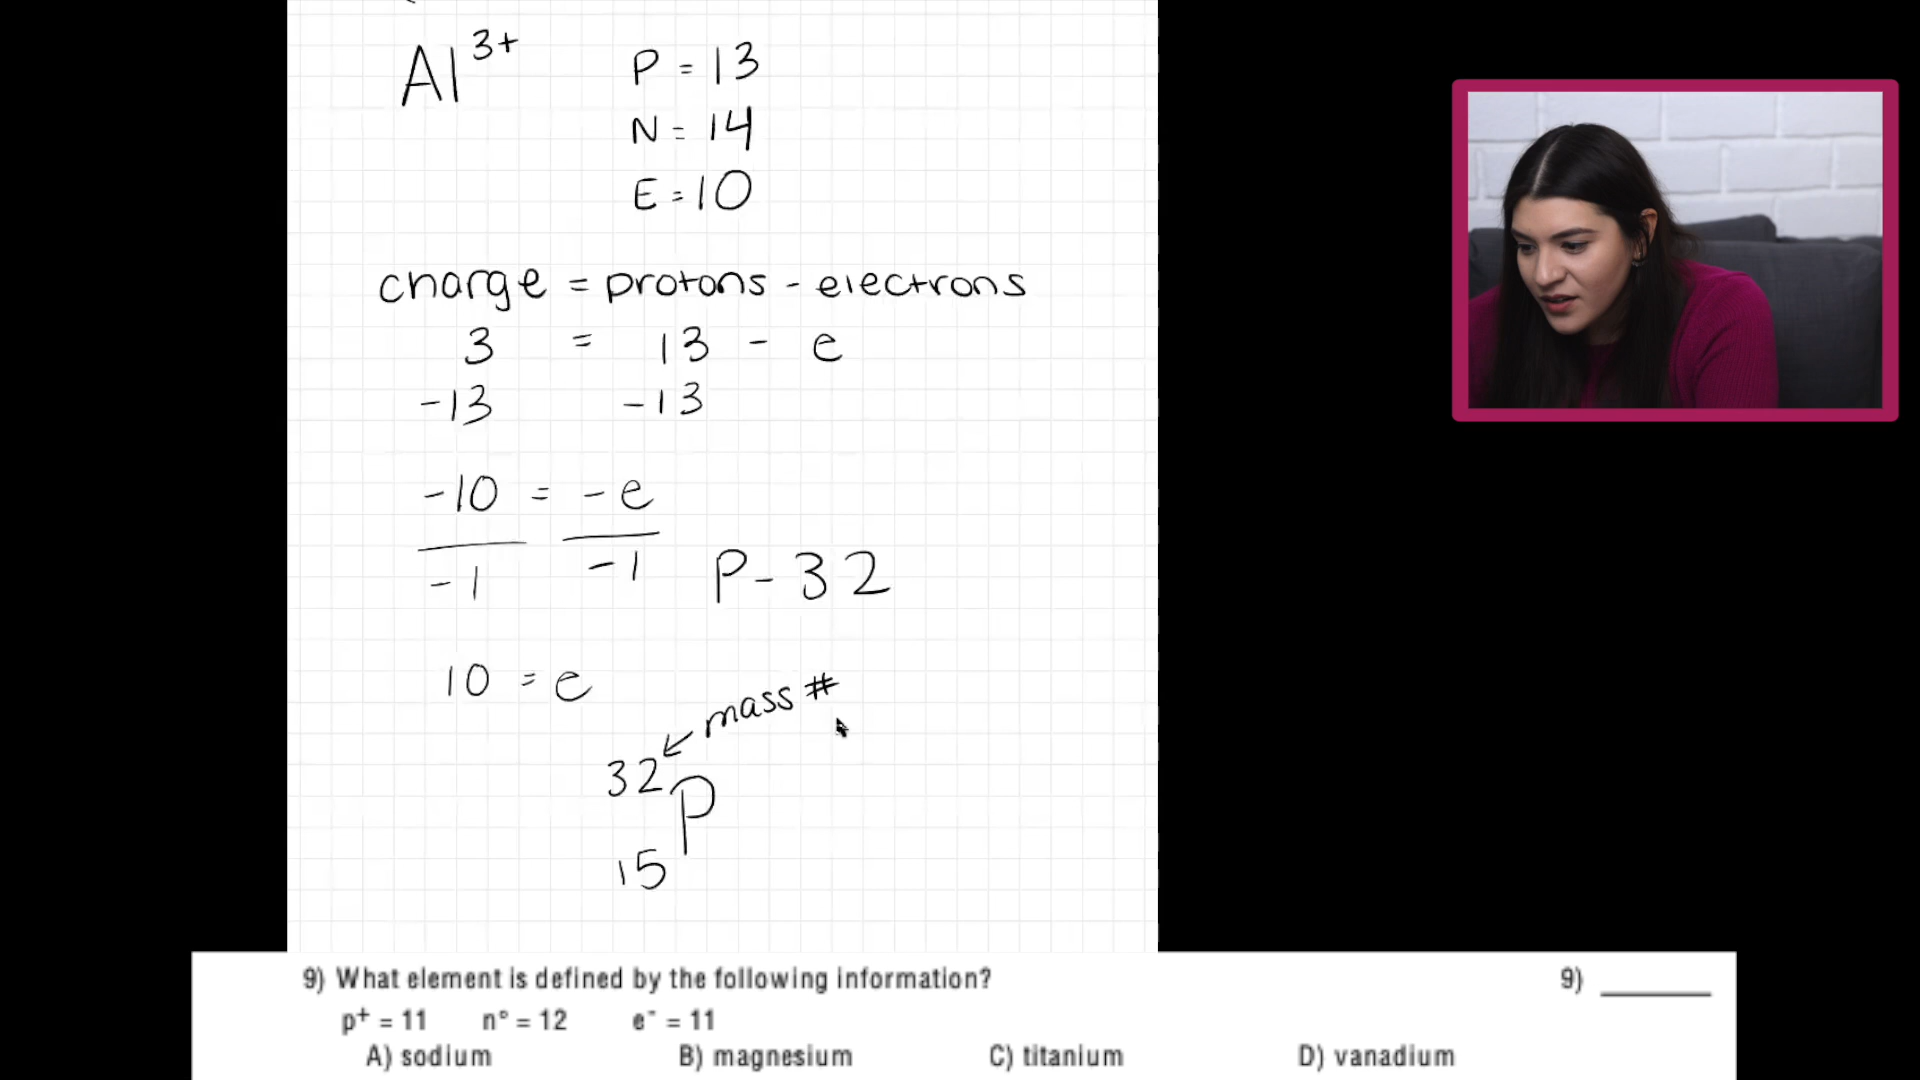 Al³⁺
P = 13
N = 14
E = 10
charge = protons - electrons
3 = 13 - e
-13 -13
-10 = -e
-1 -1
P-32
10 = e
mass #
32
P
15
9) What element is defined by the following information? 9) ______
p⁺ = 11 n° = 12 e⁻ = 11
A) sodium B) magnesium C) titanium D) vanadium